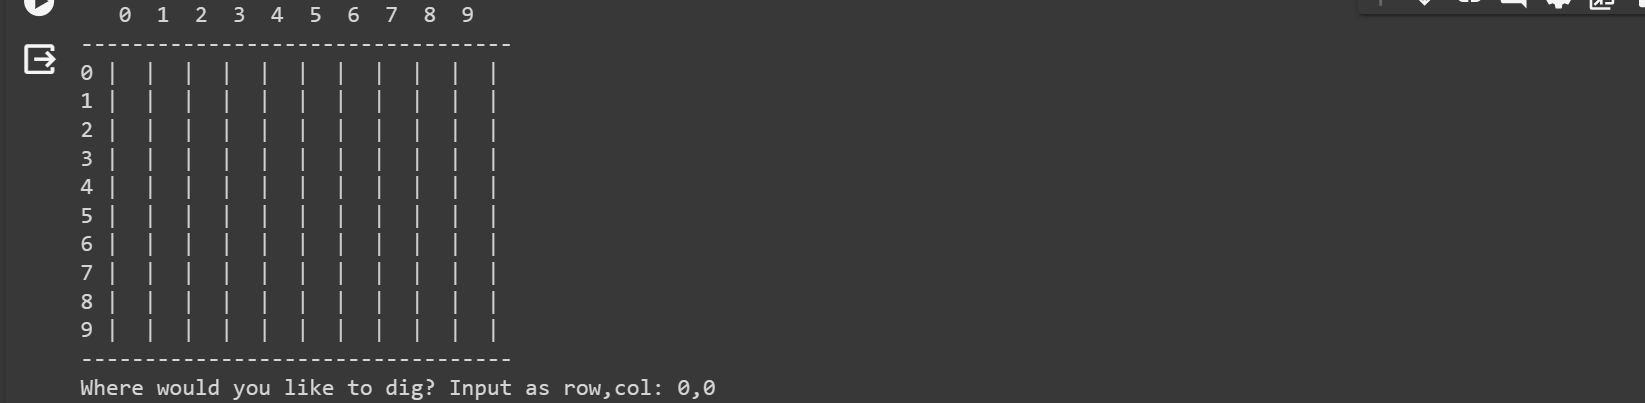 0  1  2  3  4  5  6  7  8  9
----------------------------------
0 |  |  |  |  |  |  |  |  |  |  |
1 |  |  |  |  |  |  |  |  |  |  |
2 |  |  |  |  |  |  |  |  |  |  |
3 |  |  |  |  |  |  |  |  |  |  |
4 |  |  |  |  |  |  |  |  |  |  |
5 |  |  |  |  |  |  |  |  |  |  |
6 |  |  |  |  |  |  |  |  |  |  |
7 |  |  |  |  |  |  |  |  |  |  |
8 |  |  |  |  |  |  |  |  |  |  |
9 |  |  |  |  |  |  |  |  |  |  |
----------------------------------
Where would you like to dig? Input as row,col: 0,0